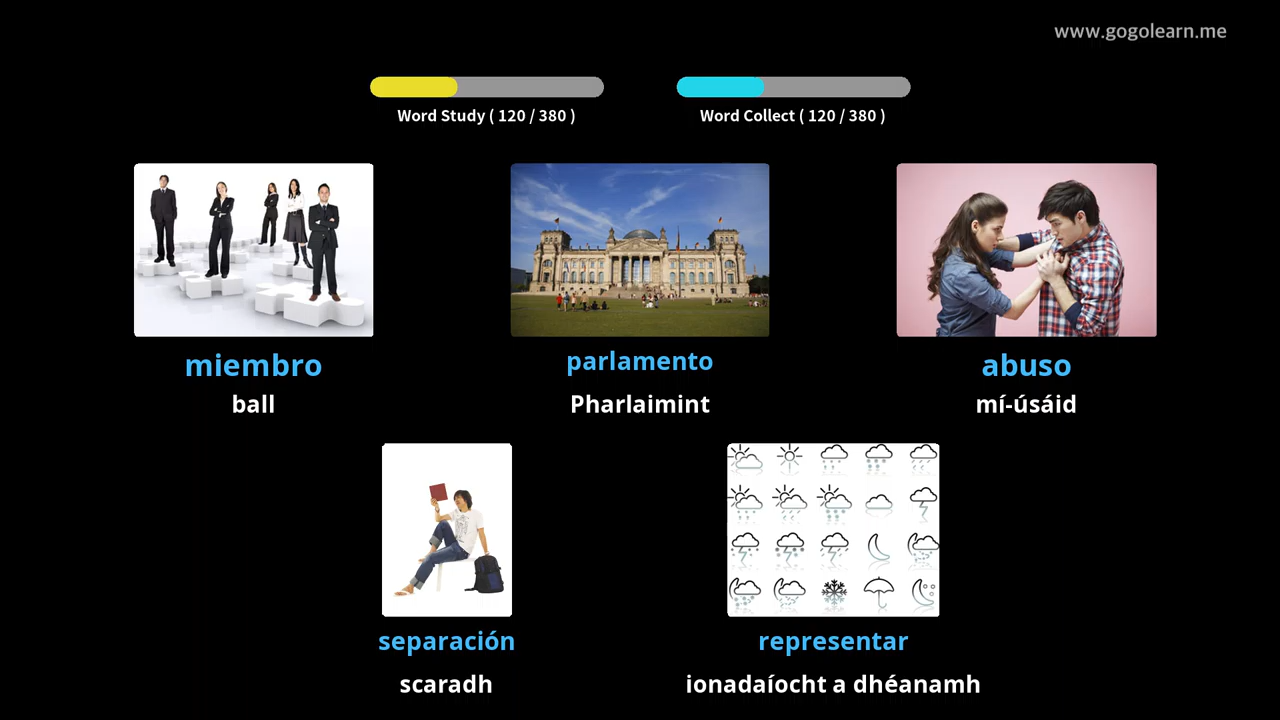 www.gogolearn.me
Word Study ( 120 / 380 )
Word Collect ( 120 / 380 )
miembro
ball
parlamento
Pharlaimint
abuso
mí-úsáid
separación
scaradh
representar
ionadaíocht a dhéanamh